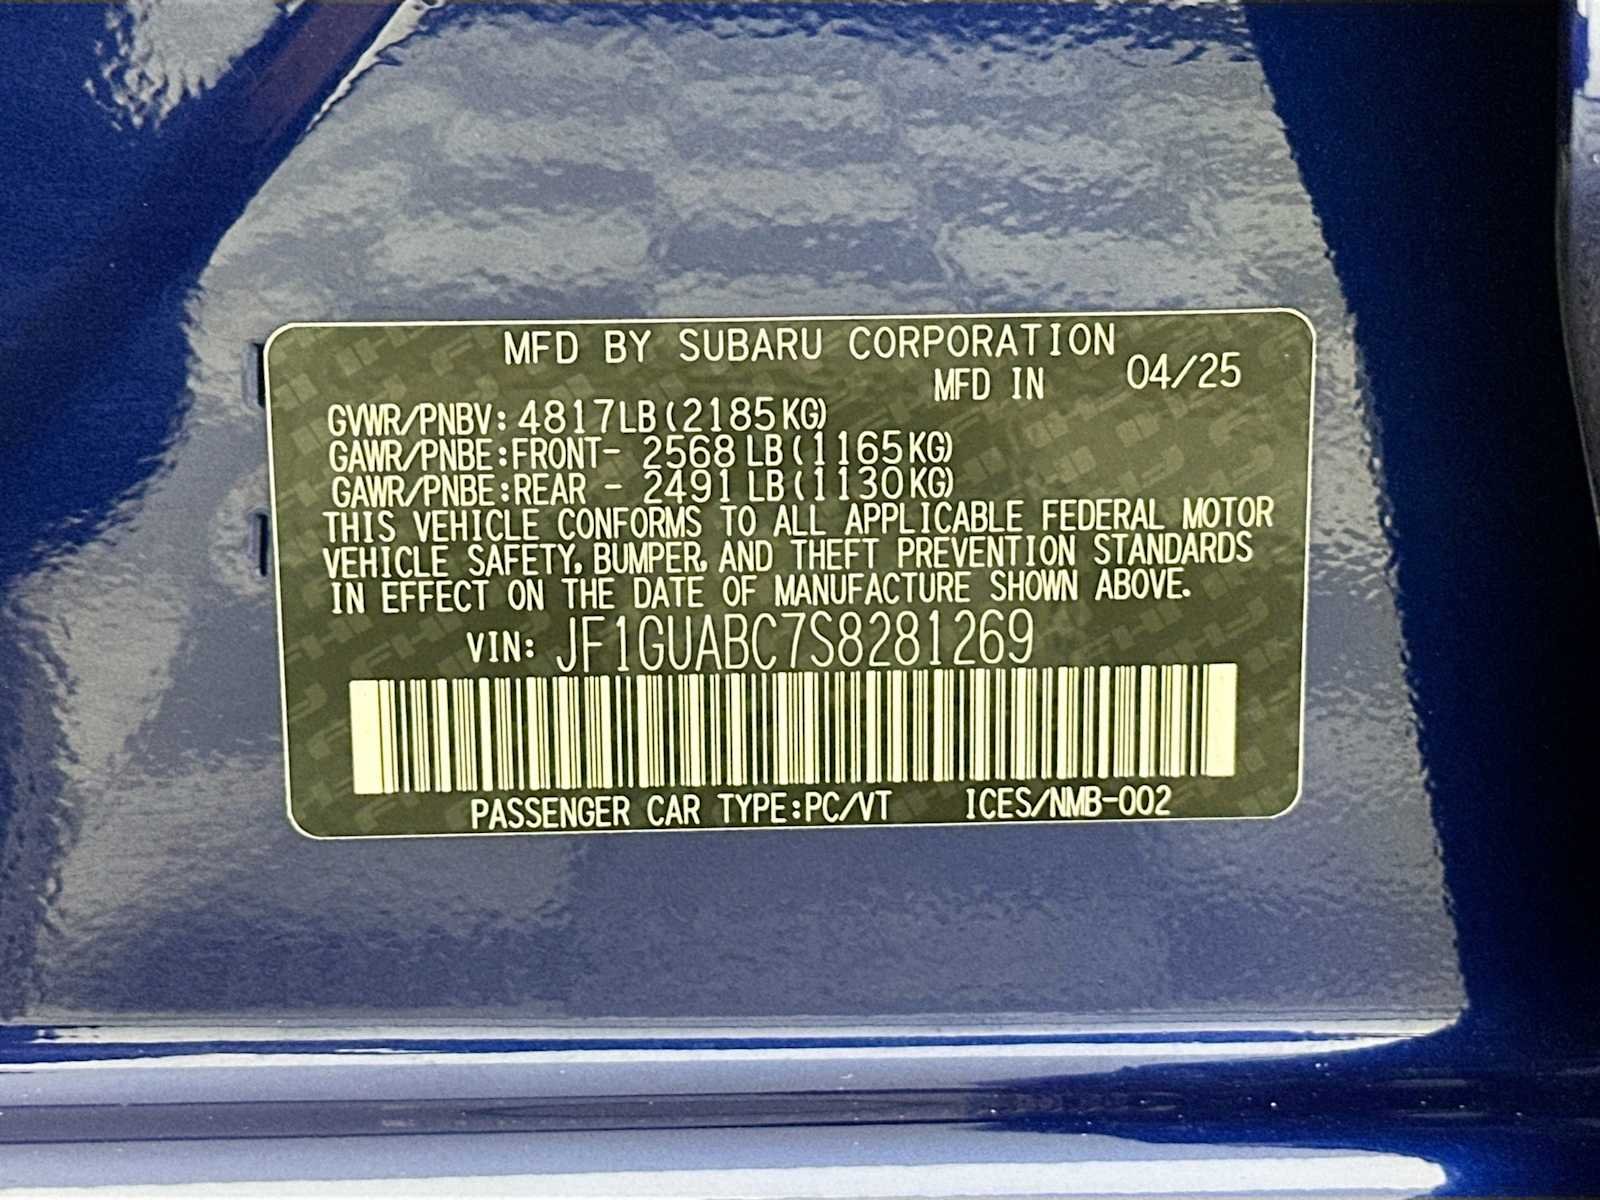 MFD BY SUBARU CORPORATION
MFD IN 04/25
GVWR/PNBV: 4817LB(2185KG)
GAWR/PNBE:FRONT- 2568LB(1165KG)
GAWR/PNBE:REAR - 2491LB(1130KG)
THIS VEHICLE CONFORMS TO ALL APPLICABLE FEDERAL MOTOR
VEHICLE SAFETY, BUMPER, AND THEFT PREVENTION STANDARDS
IN EFFECT ON THE DATE OF MANUFACTURE SHOWN ABOVE.
VIN: JF1GUABC7S8281269
PASSENGER CAR TYPE:PC/VT ICES/NMB-002